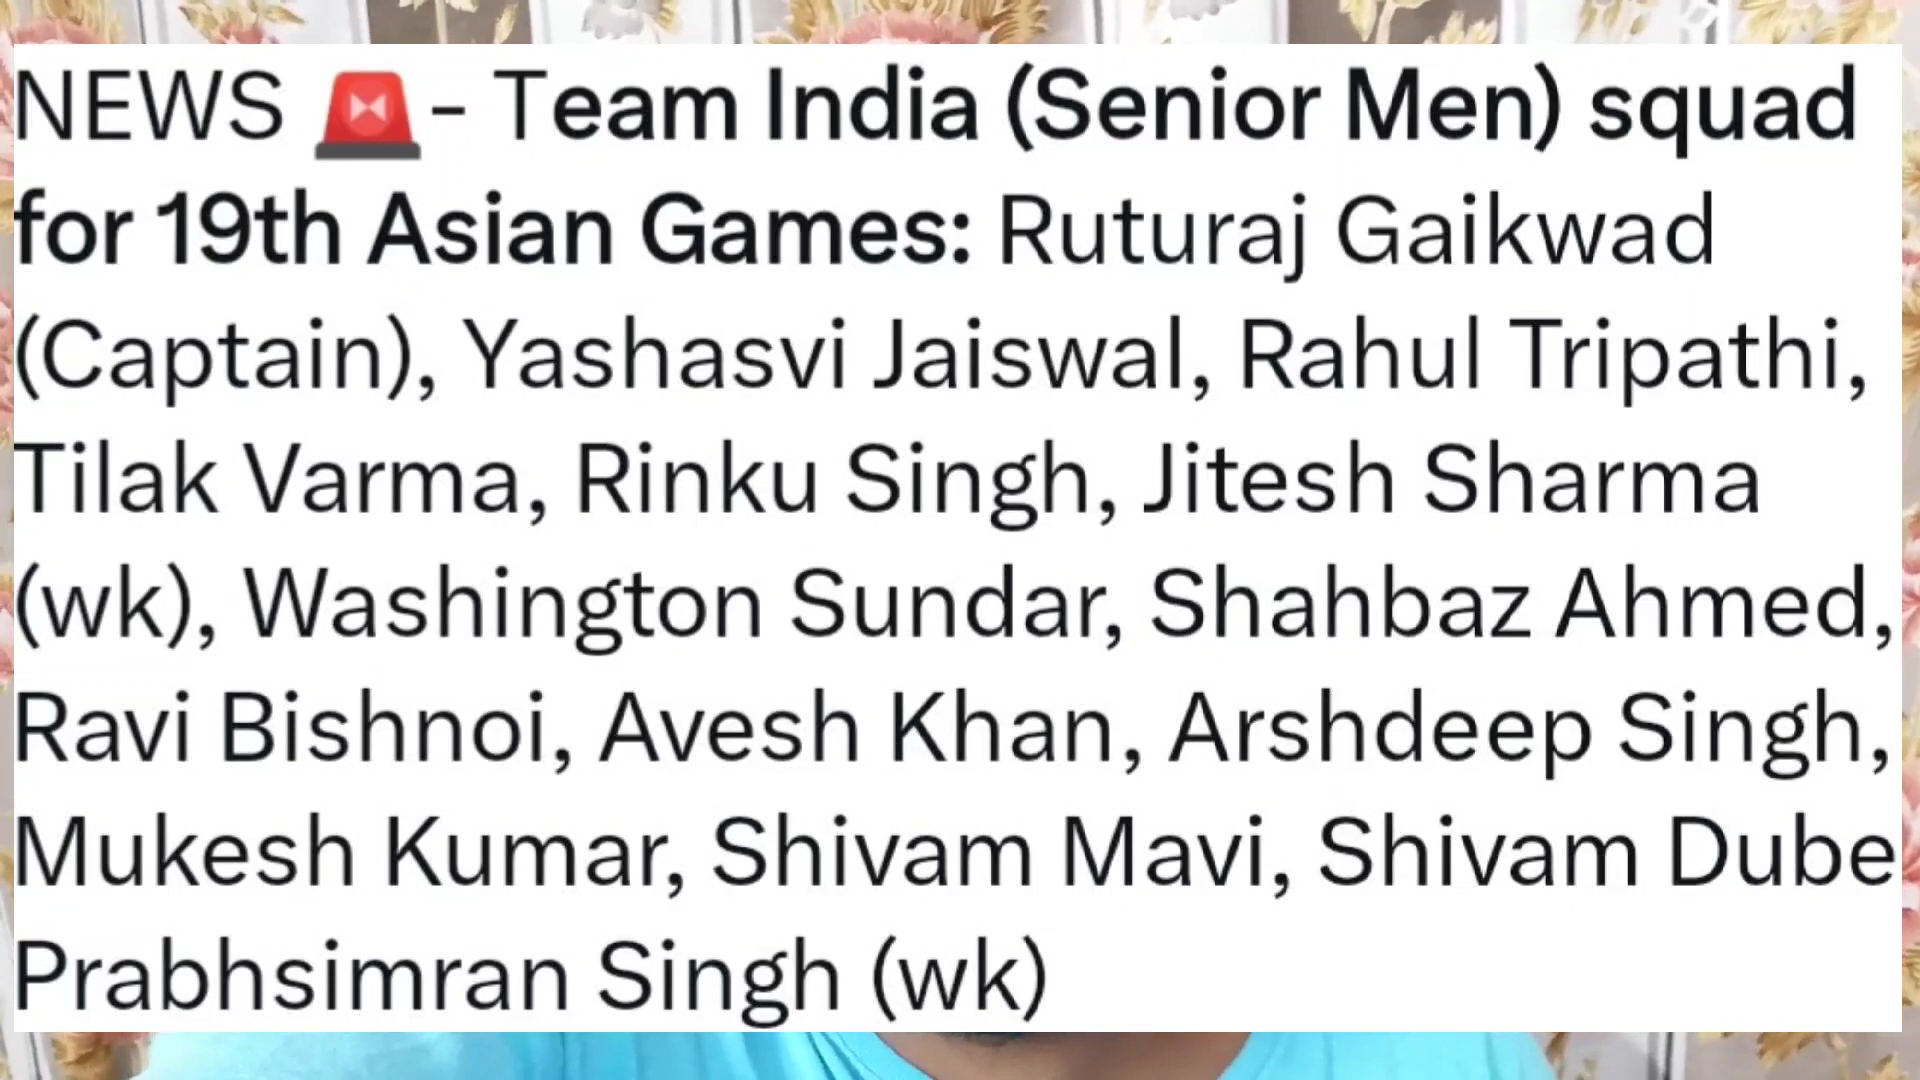 NEWS 🚨- Team India (Senior Men) squad
for 19th Asian Games: Ruturaj Gaikwad
(Captain), Yashasvi Jaiswal, Rahul Tripathi,
Tilak Varma, Rinku Singh, Jitesh Sharma
(wk), Washington Sundar, Shahbaz Ahmed,
Ravi Bishnoi, Avesh Khan, Arshdeep Singh,
Mukesh Kumar, Shivam Mavi, Shivam Dube
Prabhsimran Singh (wk)